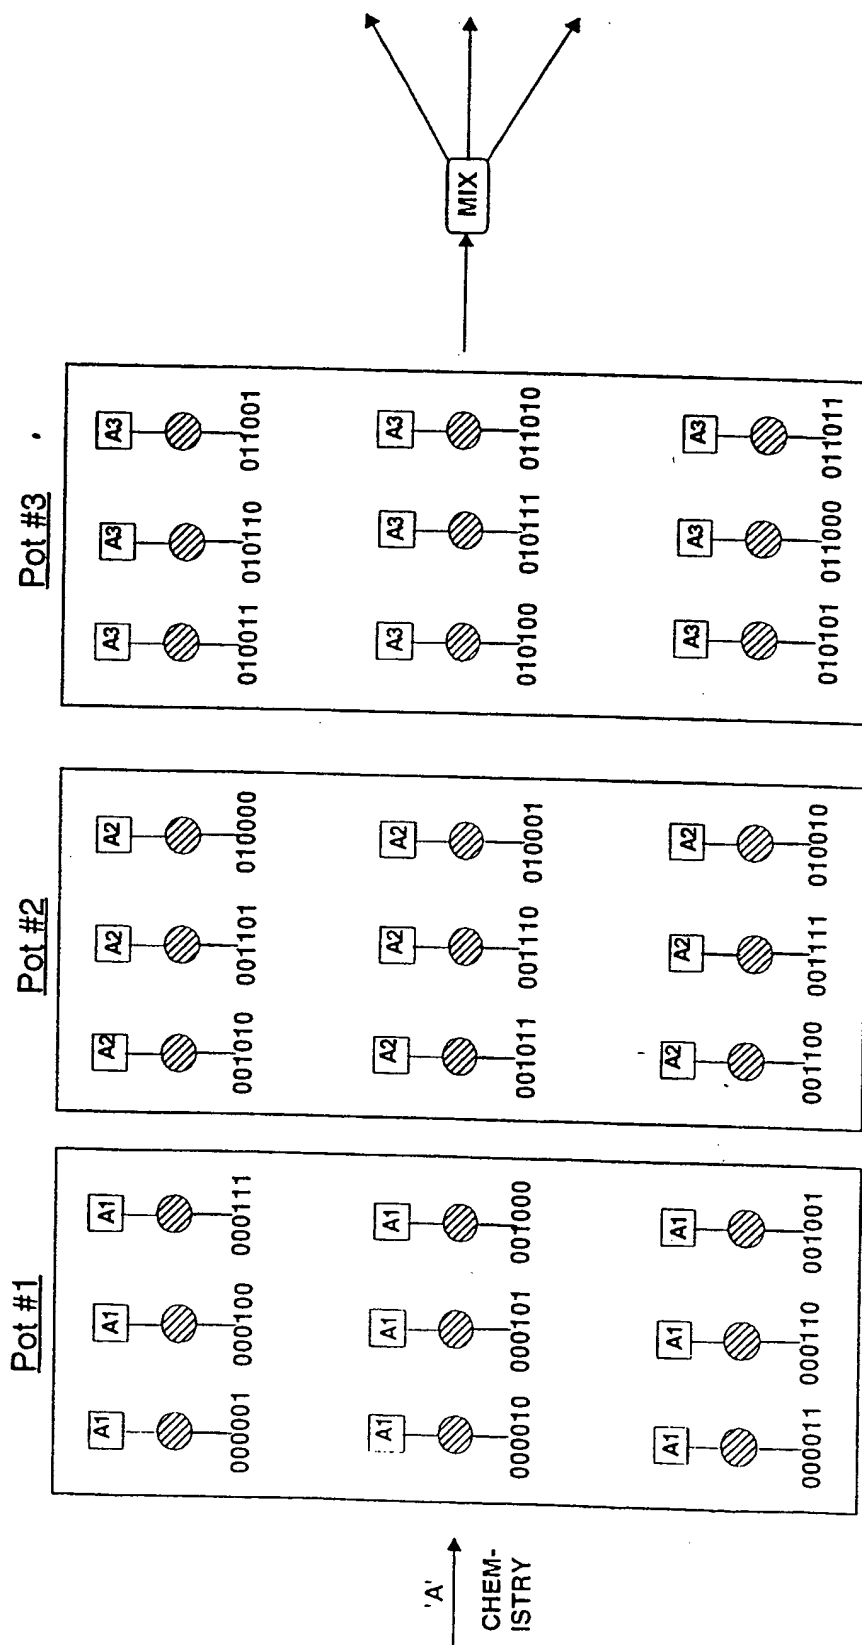 'A'
CHEM-
ISTRY
Pot #1
A1 A1 A1
000001 000100 000111
A1 A1 A1
000010 000101 001000
A1 A1 A1
000011 000110 001001
Pot #2
A2 A2 A2
001010 001101 010000
A2 A2 A2
001011 001110 010001
A2 A2 A2
001100 001111 010010
Pot #3
A3 A3 A3
010011 010110 011001
A3 A3 A3
010100 010111 011010
A3 A3 A3
010101 011000 011011
MIX